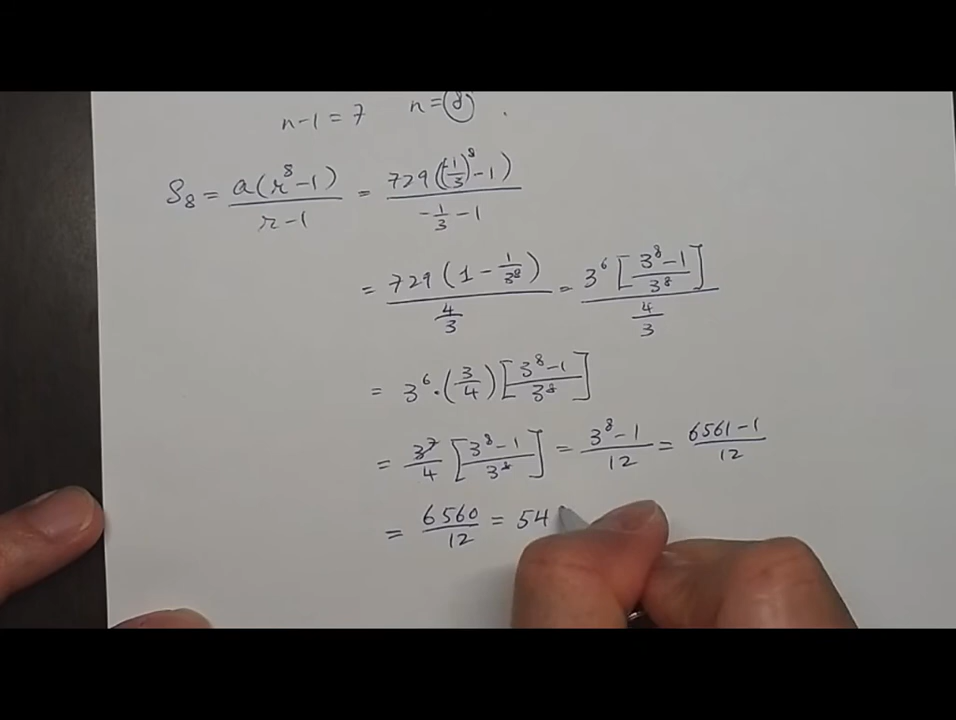 n-1 = 7 n = 8 .
S₈ = a(r⁸-1)/(r-1) = 729((-1/3)⁸-1)/(-1/3-1)
= 729(1-1/3⁸)/(4/3) = 3⁶[(3⁸-1)/3⁸]/(4/3)
= 3⁶·(3/4)[(3⁸-1)/3⁸]
= 3⁷/4[(3⁸-1)/3⁸] = (3⁸-1)/12 = (6561-1)/12
= 6560/12 = 54